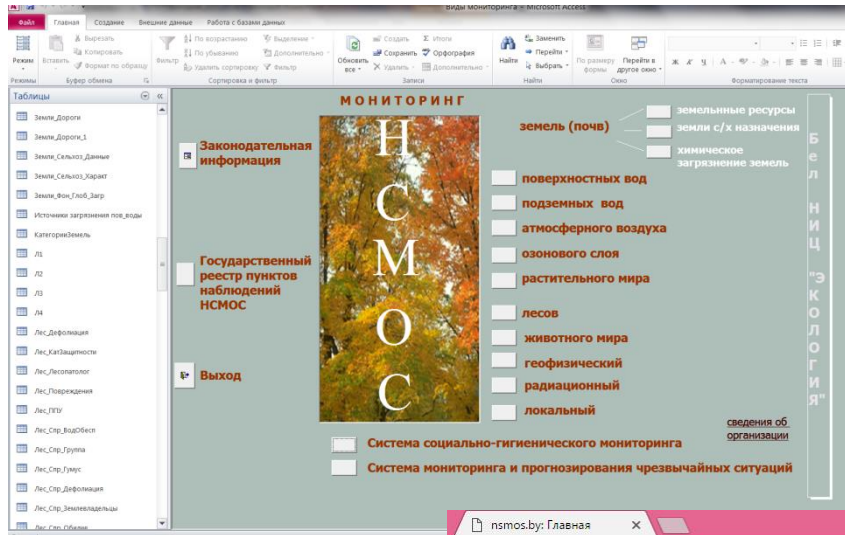 Виды мониторинга - Microsoft Access
Файл Главная Создание Внешние данные Работа с базами данных
Режим
Режимы
Вставить
Вырезать
Копировать
Формат по образцу
Буфер обмена
Фильтр
По возрастанию
По убыванию
Удалить сортировку
Выделение
Дополнительно
Фильтр
Сортировка и фильтр
Обновить все
Создать
Сохранить
Удалить
Итоги
Орфография
Дополнительно
Записи
Найти
Заменить
Перейти
Выбрать
Найти
По размеру формы
Перейти в другое окно
Окно
Ж К Ч
Форматирование текста
Таблицы
Земли_Дороги
Земли_Дороги_1
Земли_Сельхоз_Данные
Земли_Сельхоз_Характ
Земли_Фон_Глоб_Загр
Источники загрязнения пов_воды
КатегорииЗемель
Л1
Л2
Л3
Л4
Лес_Дефолиация
Лес_КатЗащитности
Лес_Лесопатолог
Лес_Повреждения
Лес_ППУ
Лес_Спр_ВодОбесп
Лес_Спр_Группа
Лес_Спр_Гумус
Лес_Спр_Дефолиация
Лес_Спр_Землевладельцы
Лес_Спр_Обилие
МОНИТОРИНГ
НСМОС
Законодательная
информация
Государственный
реестр пунктов
наблюдений
НСМОС
Выход
земель (почв)
земельнные ресурсы
земли с/х назначения
химическое
загрязнение земель
поверхностных вод
подземных вод
атмосферного воздуха
озонового слоя
растительного мира
лесов
животного мира
геофизический
радиационный
локальный
Система социально-гигиенического мониторинга
Система мониторинга и прогнозирования чрезвычайных ситуаций
сведения об
организации
Бел НИЦ "ЭКОЛОГИЯ"
nsmos.by: Главная